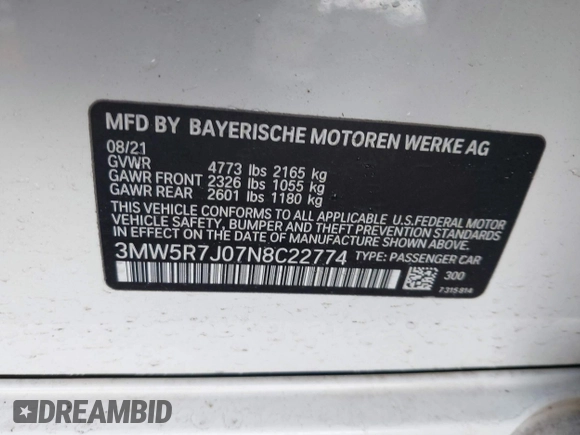 MFD BY BAYERISCHE MOTOREN WERKE AG
08/21
GVWR 4773 lbs 2165 kg
GAWR FRONT 2326 lbs 1055 kg
GAWR REAR 2601 lbs 1180 kg
THIS VEHICLE CONFORMS TO ALL APPLICABLE U.S. FEDERAL MOTOR
VEHICLE SAFETY, BUMPER, AND THEFT PREVENTION STANDARDS
IN EFFECT ON THE DATE OF MANUFACTURE SHOWN ABOVE.
3MW5R7J07N8C22774 TYPE: PASSENGER CAR
300
7315814
DREAMBID